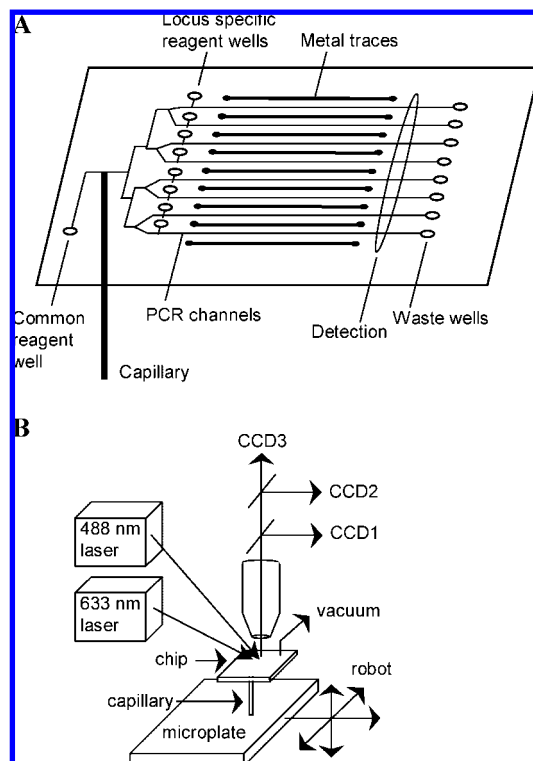 A
Locus specific
reagent wells
Metal traces
Common
reagent
well
PCR channels
Capillary
Detection
Waste wells
B
CCD3
CCD2
CCD1
488 nm
laser
633 nm
laser
vacuum
chip
robot
capillary
microplate